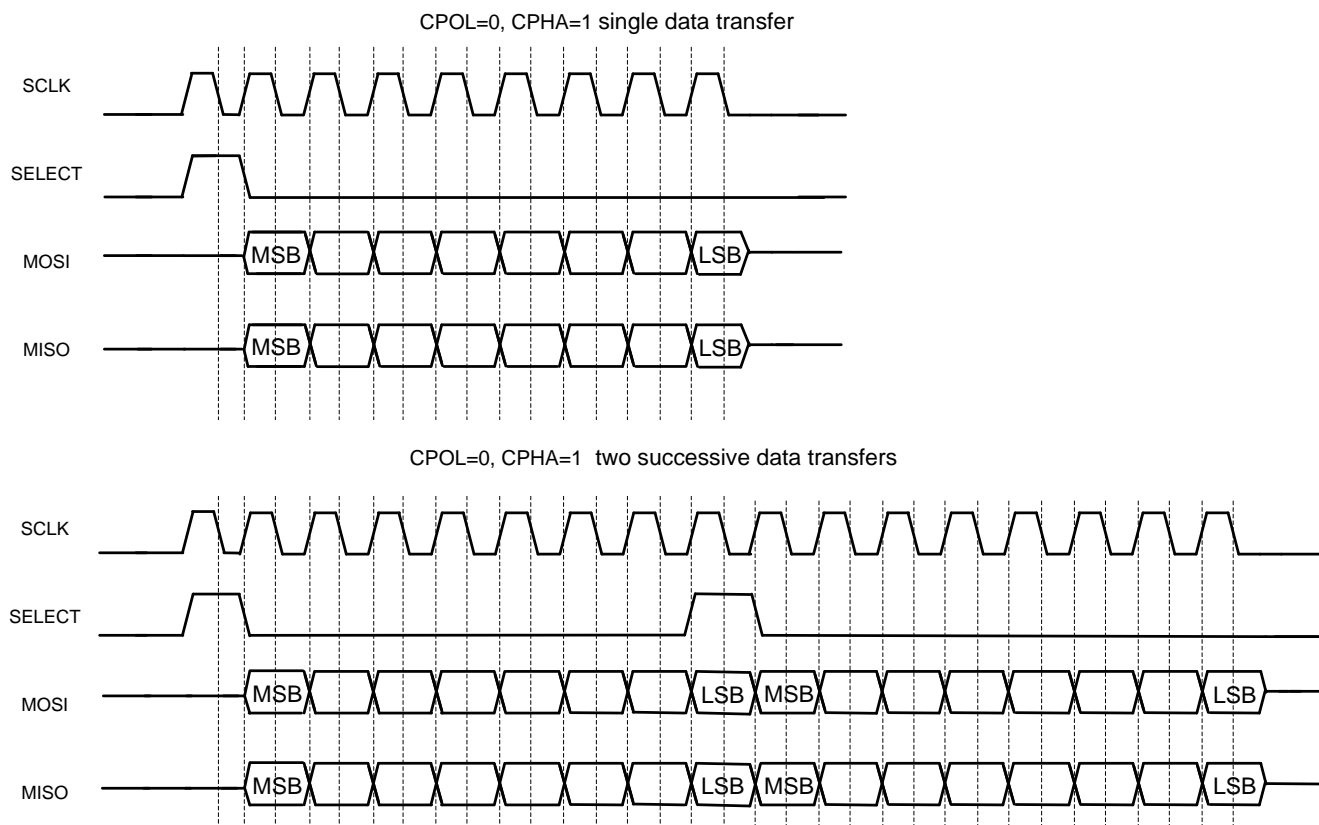 CPOL=0, CPHA=1 single data transfer
SCLK
SELECT
MOSI MSB LSB
MISO MSB LSB
CPOL=0, CPHA=1 two successive data transfers
SCLK
SELECT
MOSI MSB LSB MSB LSB
MISO MSB LSB MSB LSB